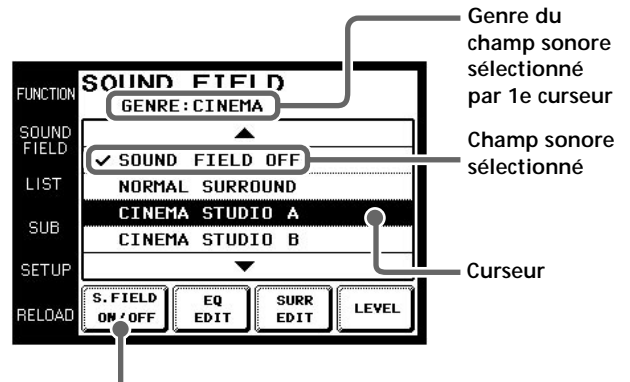 Genre du
champ sonore
sélectionné
par 1e curseur
Champ sonore
sélectionné
Curseur
FUNCTION
SOUND
FIELD
LIST
SUB
SETUP
RELOAD
SOUND FIELD
GENRE:CINEMA
SOUND FIELD OFF
NORMAL SURROUND
CINEMA STUDIO A
CINEMA STUDIO B
S.FIELD
ON/OFF
EQ
EDIT
SURR
EDIT
LEVEL